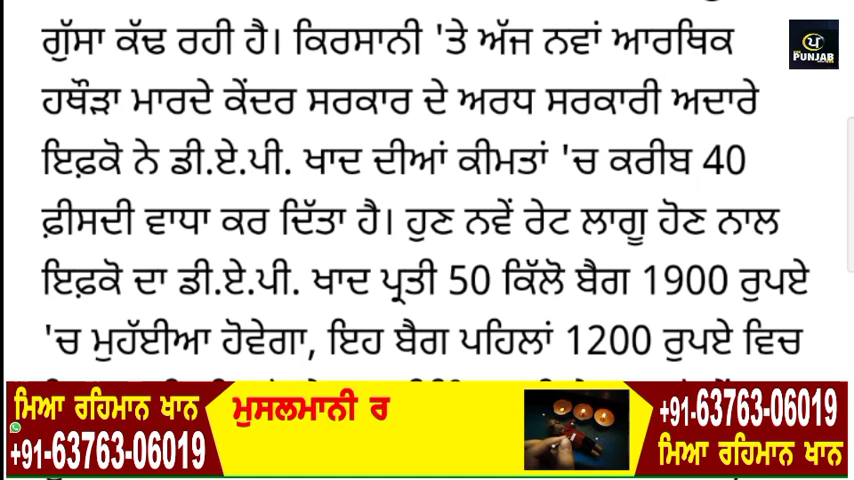 ਗੁੱਸਾ ਕੱਢ ਰਹੀ ਹੈ। ਕਿਰਸਾਨੀ 'ਤੇ ਅੱਜ ਨਵਾਂ ਆਰਥਿਕ
ਹਥੌੜਾ ਮਾਰਦੇ ਕੇਂਦਰ ਸਰਕਾਰ ਦੇ ਅਰਧ ਸਰਕਾਰੀ ਅਦਾਰੇ
ਇਫ਼ਕੋ ਨੇ ਡੀ.ਏ.ਪੀ. ਖਾਦ ਦੀਆਂ ਕੀਮਤਾਂ 'ਚ ਕਰੀਬ 40
ਫ਼ੀਸਦੀ ਵਾਧਾ ਕਰ ਦਿੱਤਾ ਹੈ। ਹੁਣ ਨਵੇਂ ਰੇਟ ਲਾਗੂ ਹੋਣ ਨਾਲ
ਇਫ਼ਕੋ ਦਾ ਡੀ.ਏ.ਪੀ. ਖਾਦ ਪ੍ਰਤੀ 50 ਕਿੱਲੋ ਬੈਗ 1900 ਰੁਪਏ
'ਚ ਮੁਹੱਈਆ ਹੋਵੇਗਾ, ਇਹ ਬੈਗ ਪਹਿਲਾਂ 1200 ਰੁਪਏ ਵਿਚ
ਪ
PUNJAB
ਮਿਆ ਰਹਿਮਾਨ ਖਾਨ
+91-63763-06019
ਮੁਸਲਮਾਨੀ ਰ
+91-63763-06019
ਮਿਆ ਰਹਿਮਾਨ ਖਾਨ